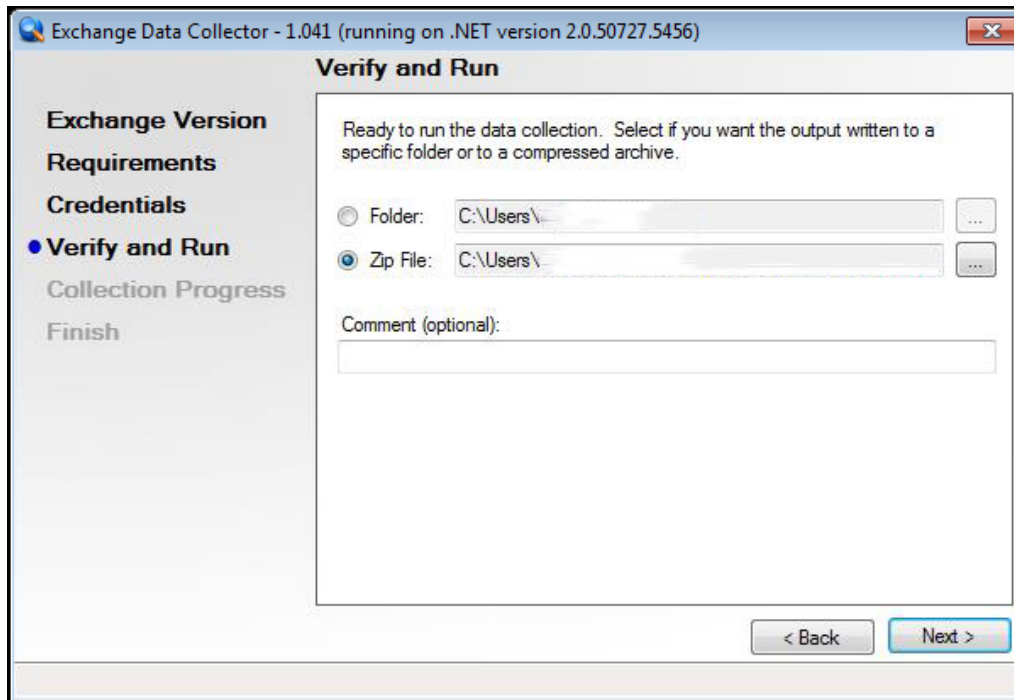 Exchange Data Collector - 1.041 (running on .NET version 2.0.50727.5456)
Verify and Run
Exchange Version
Requirements
Credentials
Verify and Run
Collection Progress
Finish
Ready to run the data collection. Select if you want the output written to a
specific folder or to a compressed archive.
Folder: C:\Users\ ...
Zip File: C:\Users\ ...
Comment (optional):
< Back Next >